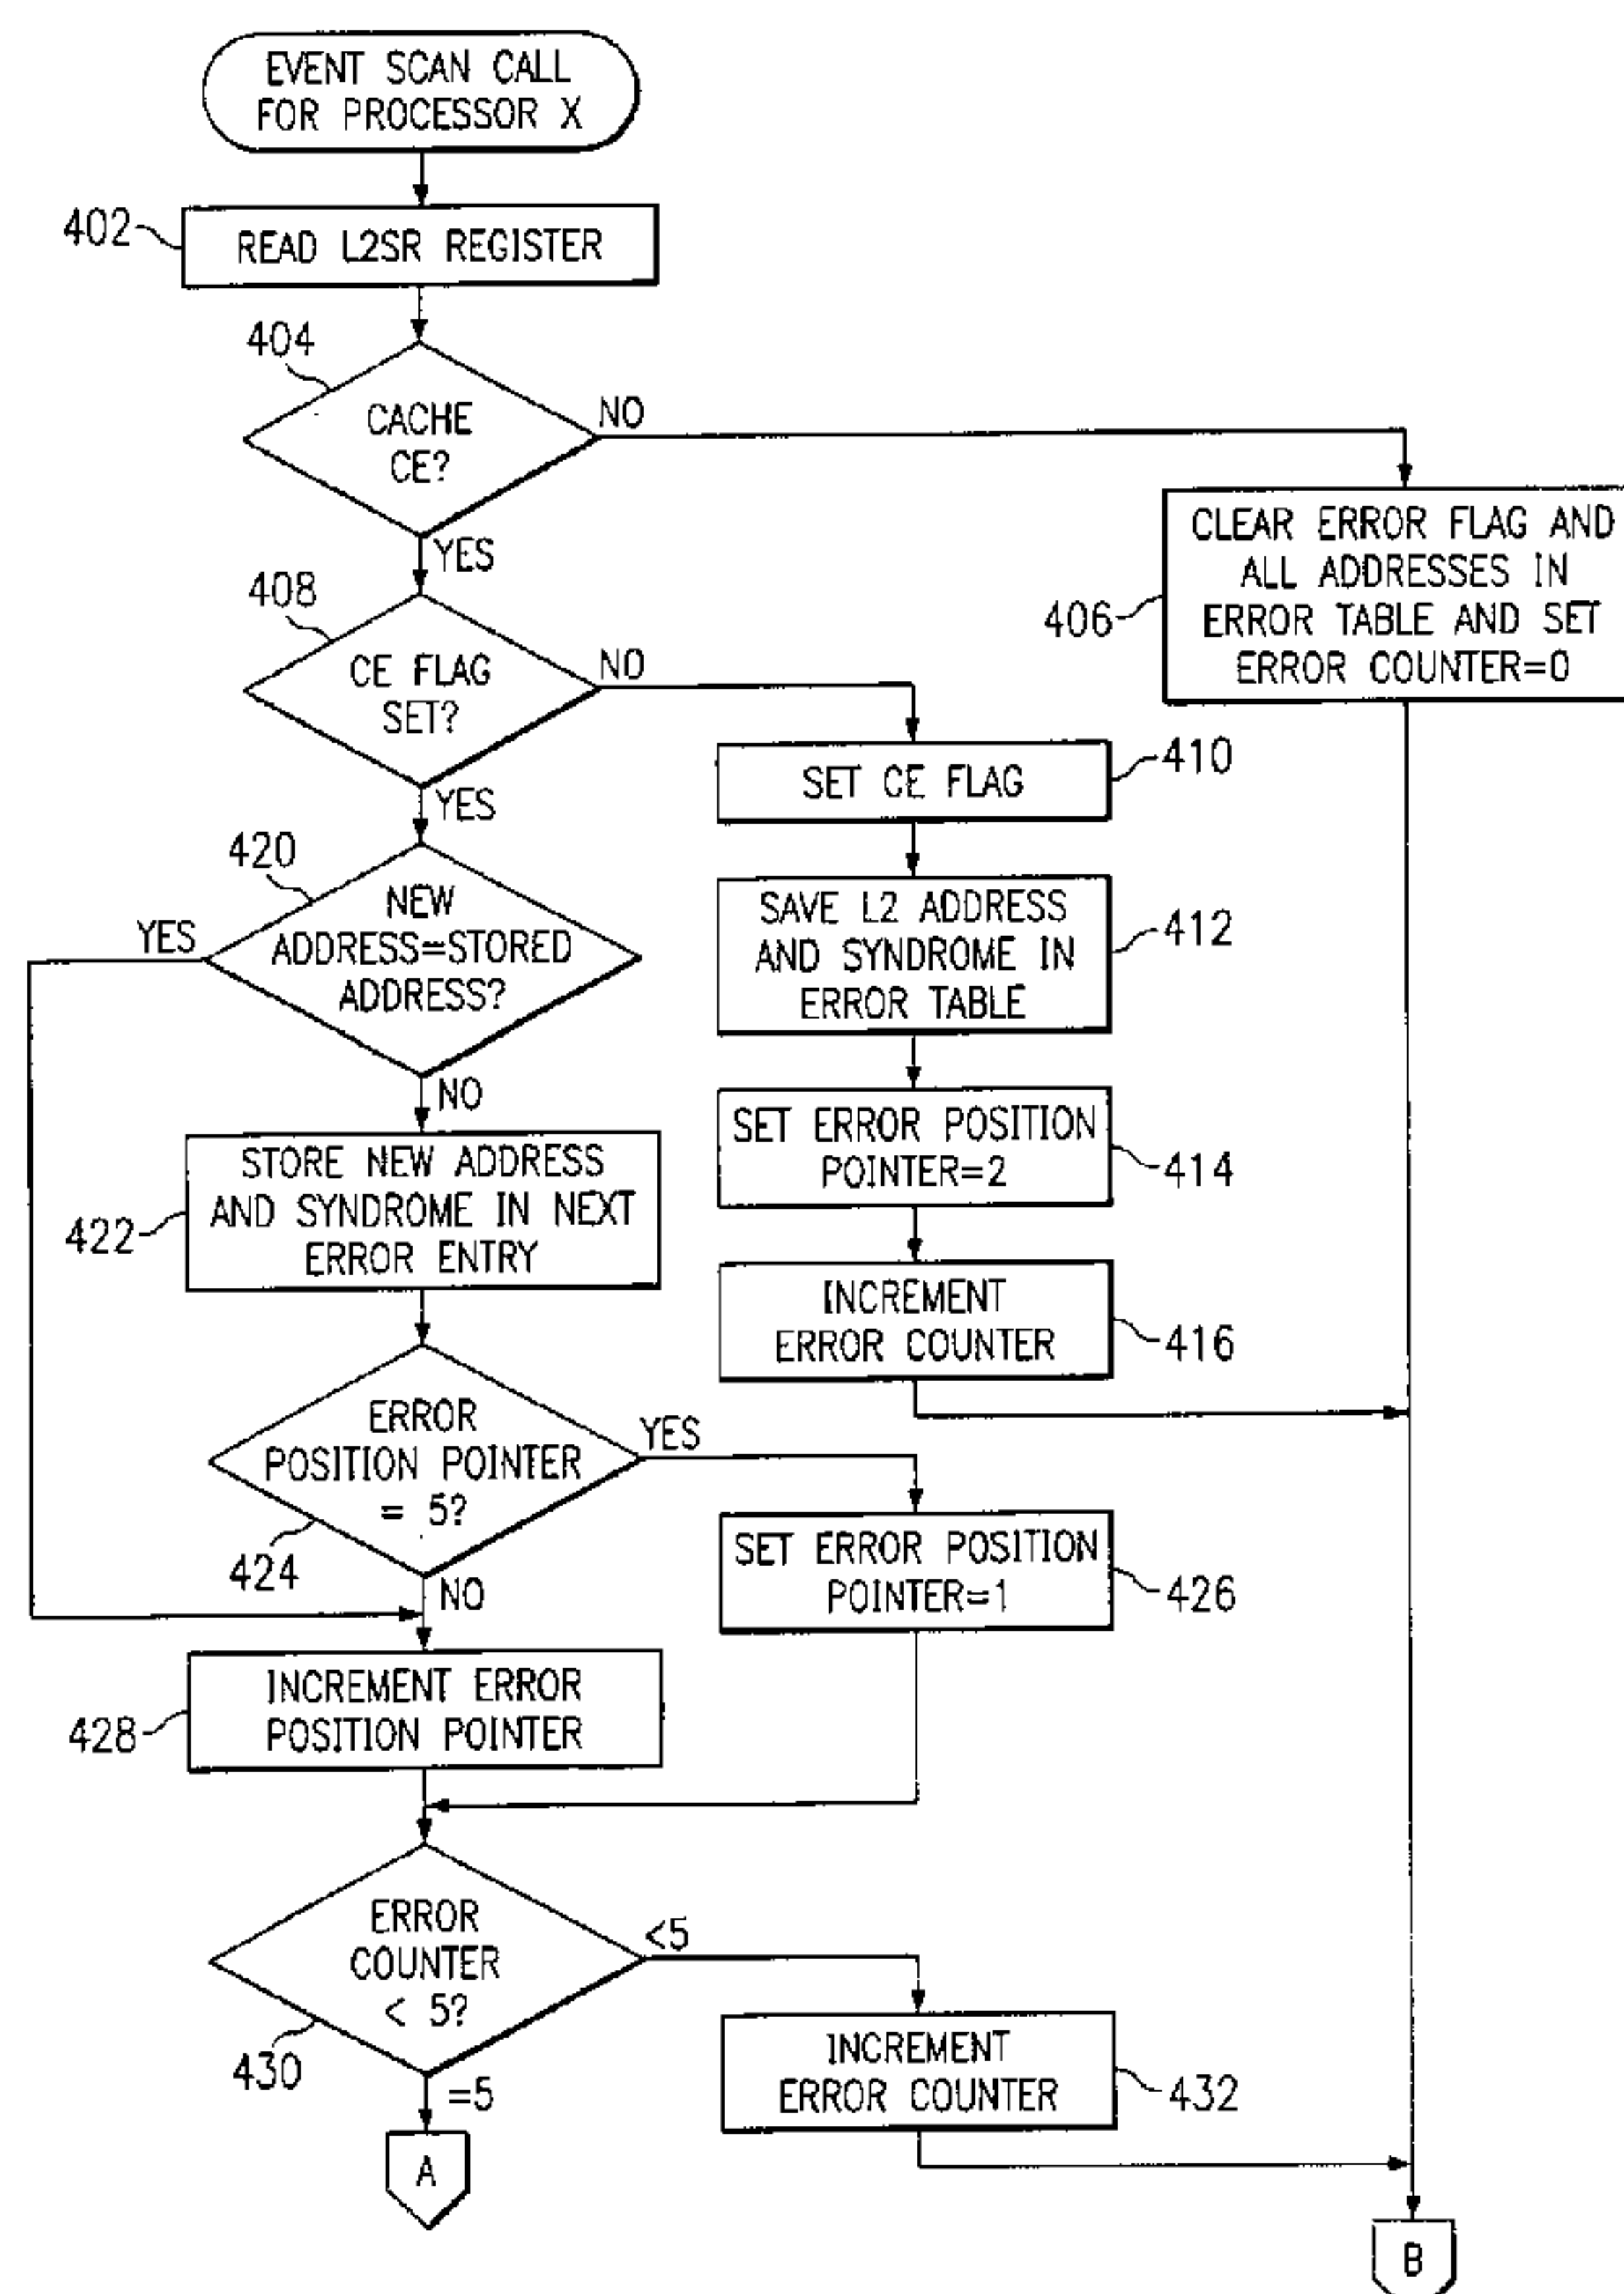 EVENT SCAN CALL
FOR PROCESSOR X
402
READ L2SR REGISTER
404
CACHE
CE?
NO
YES
CLEAR ERROR FLAG AND
ALL ADDRESSES IN
ERROR TABLE AND SET
ERROR COUNTER=0
406
408
CE FLAG
SET?
NO
YES
SET CE FLAG
410
SAVE L2 ADDRESS
AND SYNDROME IN
ERROR TABLE
412
420
NEW
ADDRESS=STORED
ADDRESS?
YES
NO
SET ERROR POSITION
POINTER=2
414
STORE NEW ADDRESS
AND SYNDROME IN NEXT
ERROR ENTRY
422
INCREMENT
ERROR COUNTER
416
ERROR
POSITION POINTER
= 5?
424
YES
NO
SET ERROR POSITION
POINTER=1
426
INCREMENT ERROR
POSITION POINTER
428
ERROR
COUNTER
< 5?
430
<5
=5
INCREMENT
ERROR COUNTER
432
A
B